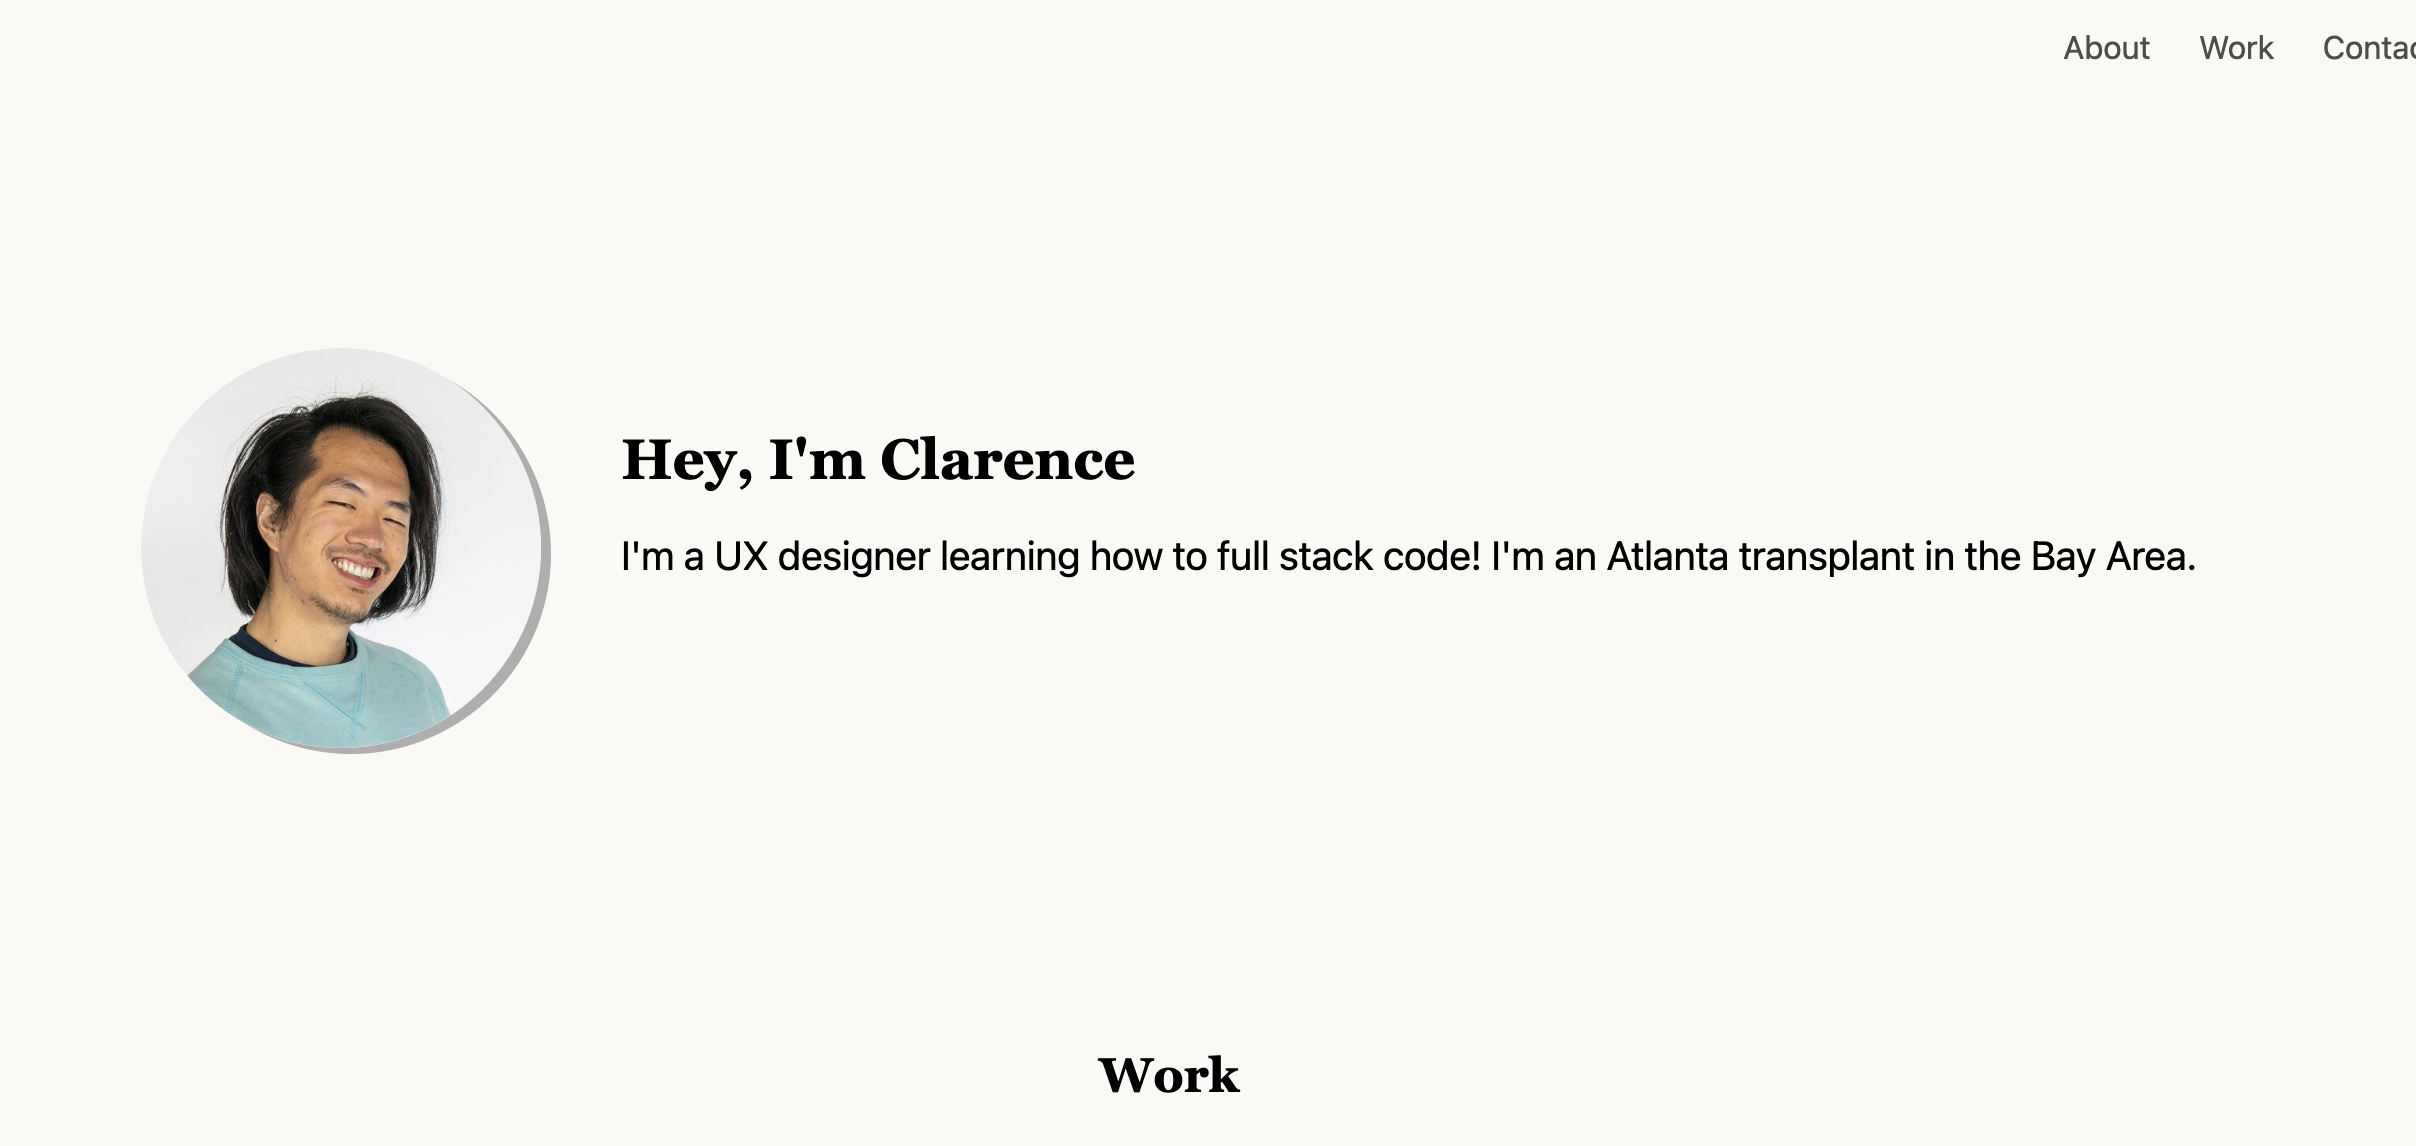 About Work Contac
Hey, I'm Clarence
I'm a UX designer learning how to full stack code! I'm an Atlanta transplant in the Bay Area.
Work